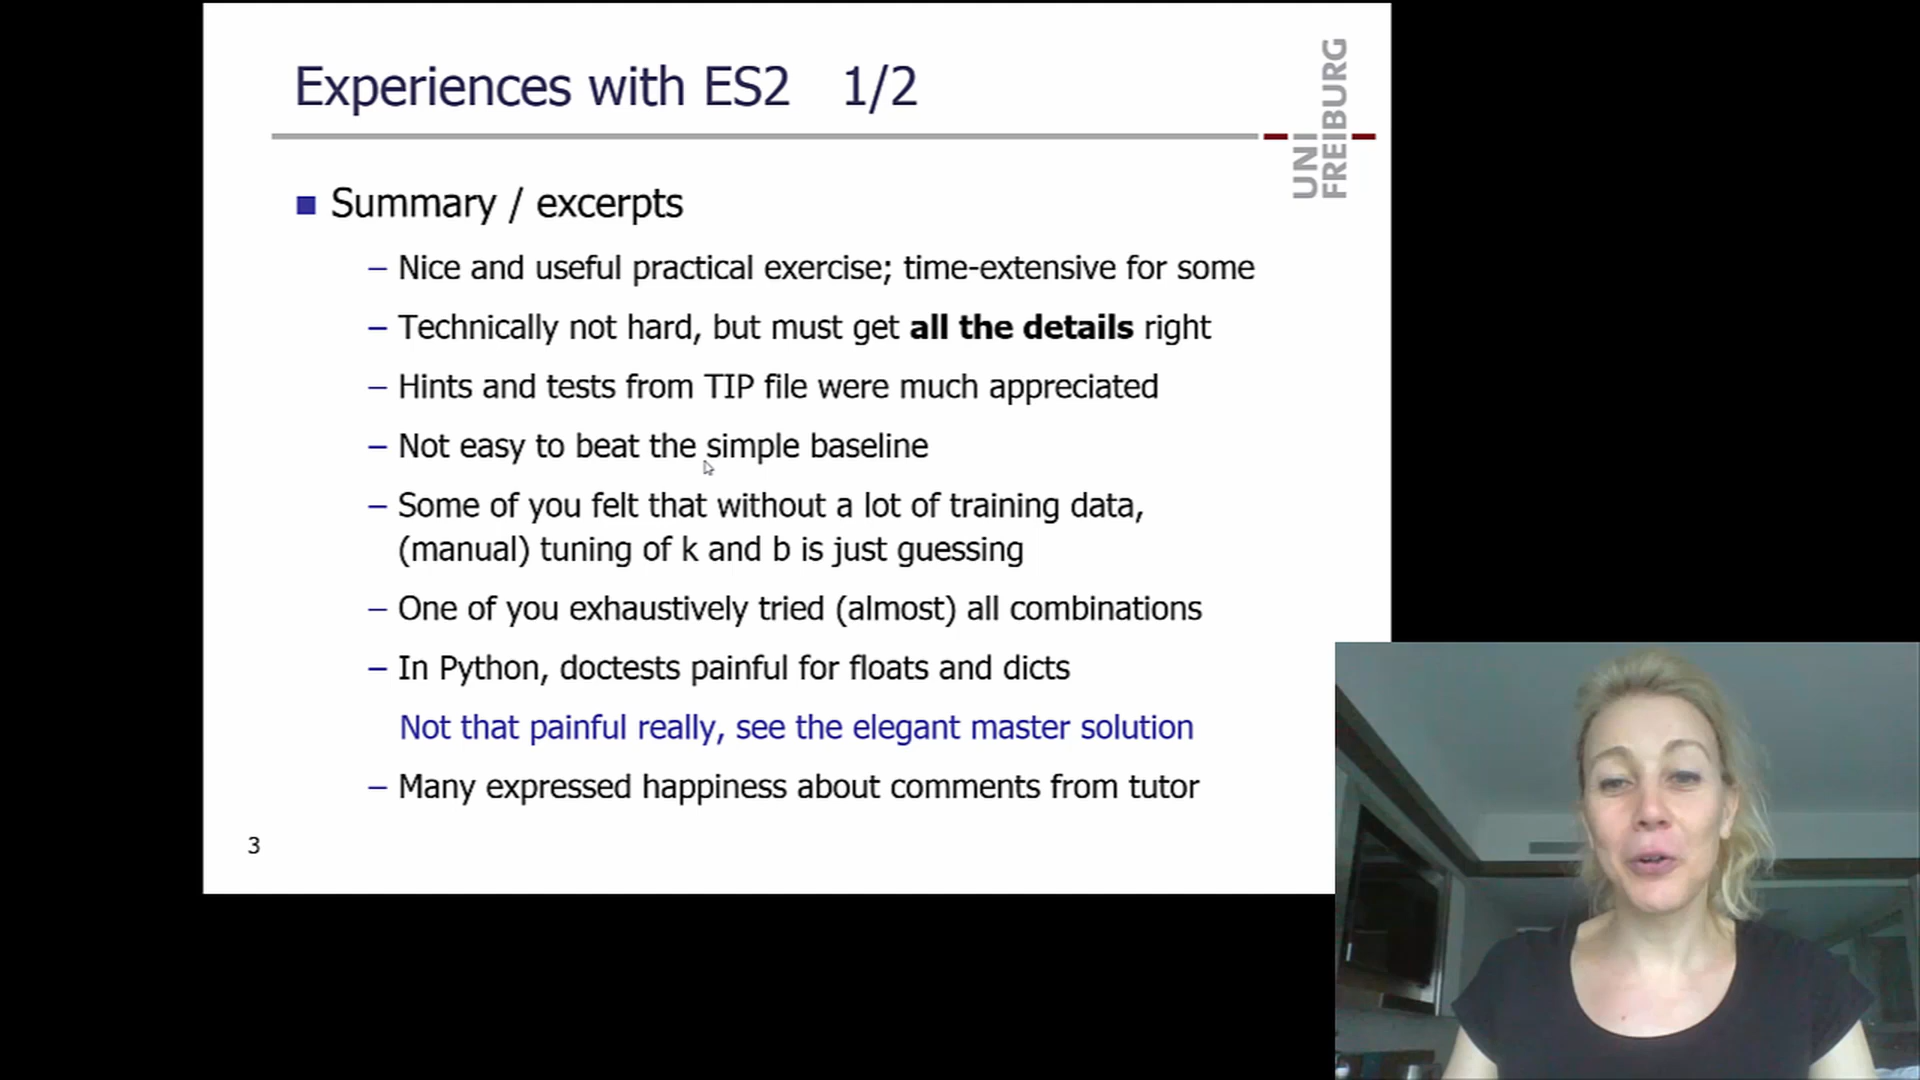 Experiences with ES2 1/2
UNI
FREIBURG
Summary / excerpts
– Nice and useful practical exercise; time-extensive for some
– Technically not hard, but must get all the details right
– Hints and tests from TIP file were much appreciated
– Not easy to beat the simple baseline
– Some of you felt that without a lot of training data,
(manual) tuning of k and b is just guessing
– One of you exhaustively tried (almost) all combinations
– In Python, doctests painful for floats and dicts
Not that painful really, see the elegant master solution
– Many expressed happiness about comments from tutor
3